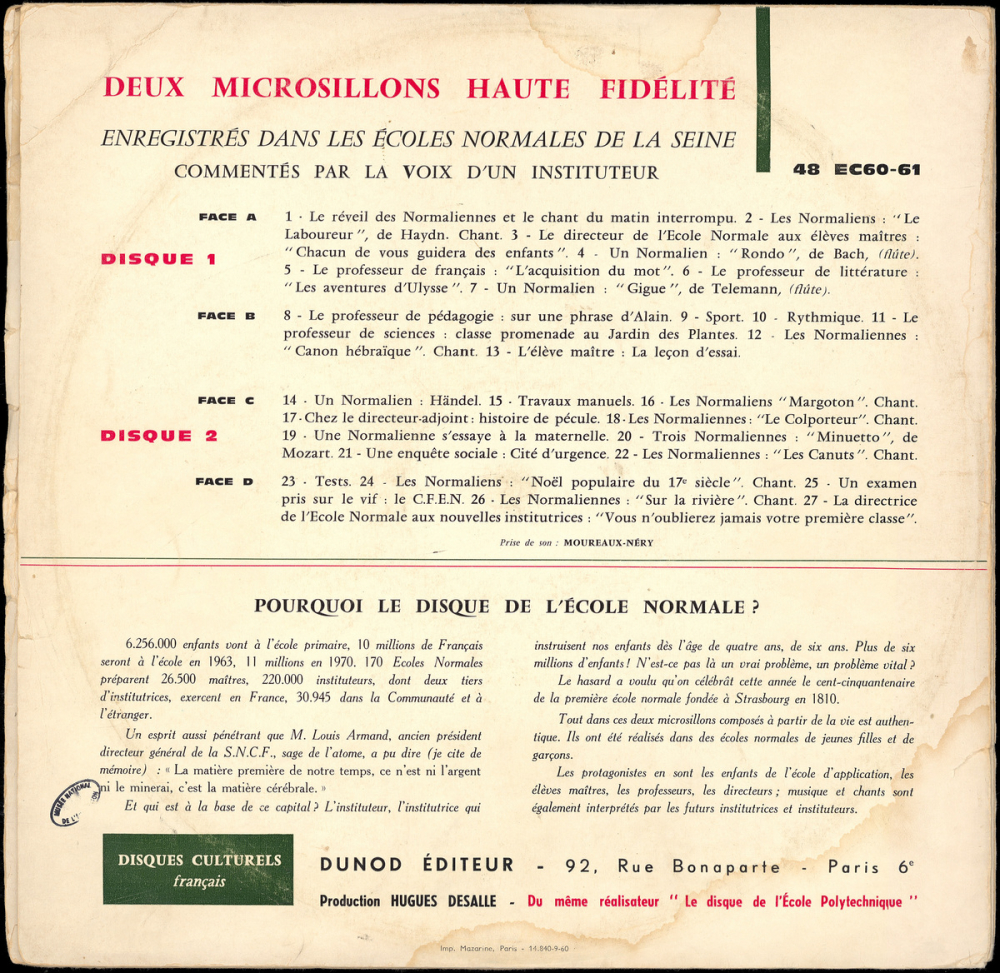 DEUX MICROSILLONS HAUTE FIDÉLITÉ
ENREGISTRÉS DANS LES ÉCOLES NORMALES DE LA SEINE
COMMENTÉS PAR LA VOIX D'UN INSTITUTEUR
48 EC60-61
DISQUE 1
FACE A
1 - Le réveil des Normaliennes et le chant du matin interrompu. 2 - Les Normaliens : "Le
Laboureur", de Haydn. Chant. 3 - Le directeur de l'Ecole Normale aux élèves maîtres :
"Chacun de vous guidera des enfants". 4 - Un Normalien : "Rondo", de Bach, (flûte).
5 - Le professeur de français : "L'acquisition du mot". 6 - Le professeur de littérature :
"Les aventures d'Ulysse". 7 - Un Normalien : "Gigue", de Telemann, (flûte).
FACE B
8 - Le professeur de pédagogie : sur une phrase d'Alain. 9 - Sport. 10 - Rythmique. 11 - Le
professeur de sciences : classe promenade au Jardin des Plantes. 12 - Les Normaliennes :
"Canon hébraïque". Chant. 13 - L'élève maître : La leçon d'essai.
DISQUE 2
FACE C
14 - Un Normalien : Händel. 15 - Travaux manuels. 16 - Les Normaliens "Margoton". Chant.
17 - Chez le directeur-adjoint : histoire de pécule. 18 - Les Normaliennes : "Le Colporteur". Chant.
19 - Une Normalienne s'essaye à la maternelle. 20 - Trois Normaliennes : "Minuetto", de
Mozart. 21 - Une enquête sociale : Cité d'urgence. 22 - Les Normaliennes : "Les Canuts". Chant.
FACE D
23 - Tests. 24 - Les Normaliens : "Noël populaire du 17e siècle". Chant. 25 - Un examen
pris sur le vif : le C.F.E.N. 26 - Les Normaliennes : "Sur la rivière". Chant. 27 - La directrice
de l'Ecole Normale aux nouvelles institutrices : "Vous n'oublierez jamais votre première classe".
Prise de son : MOUREAUX-NÉRY
POURQUOI LE DISQUE DE L'ÉCOLE NORMALE ?
6.256.000 enfants vont à l'école primaire, 10 millions de Français
seront à l'école en 1963, 11 millions en 1970. 170 Ecoles Normales
préparent 26.500 maîtres, 220.000 instituteurs, dont deux tiers
d'institutrices, exercent en France, 30.945 dans la Communauté et à
l'étranger.
Un esprit aussi pénétrant que M. Louis Armand, ancien président
directeur général de la S.N.C.F., sage de l'atome, a pu dire (je cite de
mémoire) : « La matière première de notre temps, ce n'est ni l'argent
ni le minerai, c'est la matière cérébrale. »
Et qui est à la base de ce capital ? L'instituteur, l'institutrice qui
instruisent nos enfants dès l'âge de quatre ans, de six ans. Plus de six
millions d'enfants ! N'est-ce pas là un vrai problème, un problème vital ?
Le hasard a voulu qu'on célébrât cette année le cent-cinquantenaire
de la première école normale fondée à Strasbourg en 1810.
Tout dans ces deux microsillons composés à partir de la vie est authen-
tique. Ils ont été réalisés dans des écoles normales de jeunes filles et de
garçons.
Les protagonistes en sont les enfants de l'école d'application, les
élèves maîtres, les professeurs, les directeurs ; musique et chants sont
également interprétés par les futurs institutrices et instituteurs.
MUSÉE NATIONAL
DE L'
DISQUES CULTURELS
français
DUNOD ÉDITEUR - 92, Rue Bonaparte - Paris 6e
Production HUGUES DESALLE - Du même réalisateur "Le disque de l'École Polytechnique"
Imp. Mazarine, Paris - 14.840-9-60